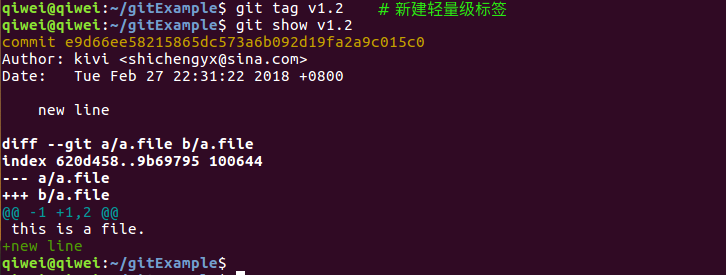 qiwei@qiwei:~/gitExample$ git tag v1.2    # 新建轻量级标签
qiwei@qiwei:~/gitExample$ git show v1.2
commit e9d66ee58215865dc573a6b092d19fa2a9c015c0
Author: kivi <shichengyx@sina.com>
Date:   Tue Feb 27 22:31:22 2018 +0800
    new line
diff --git a/a.file b/a.file
index 620d458..9b69795 100644
--- a/a.file
+++ b/a.file
@@ -1 +1,2 @@
 this is a file.
+new line
qiwei@qiwei:~/gitExample$